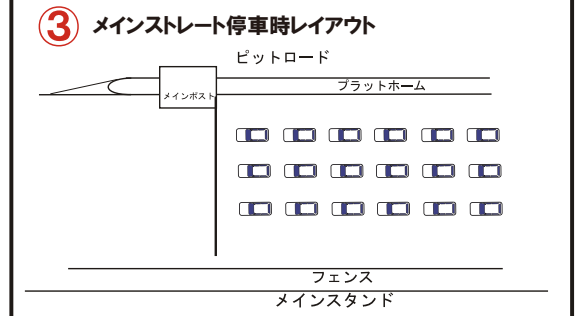 ③ メインストレート停車時レイアウト
ピットロード
プラットホーム
メインポスト
フェンス
メインスタンド